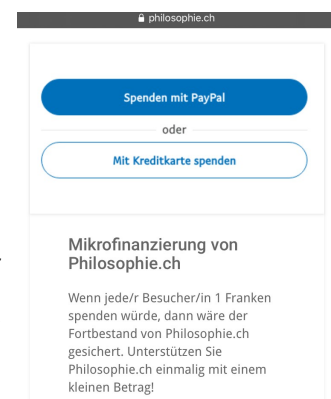 philosophie.ch
Spenden mit PayPal
oder
Mit Kreditkarte spenden
Mikrofinanzierung von
Philosophie.ch
Wenn jede/r Besucher/in 1 Franken
spenden würde, dann wäre der
Fortbestand von Philosophie.ch
gesichert. Unterstützen Sie
Philosophie.ch einmalig mit einem
kleinen Betrag!